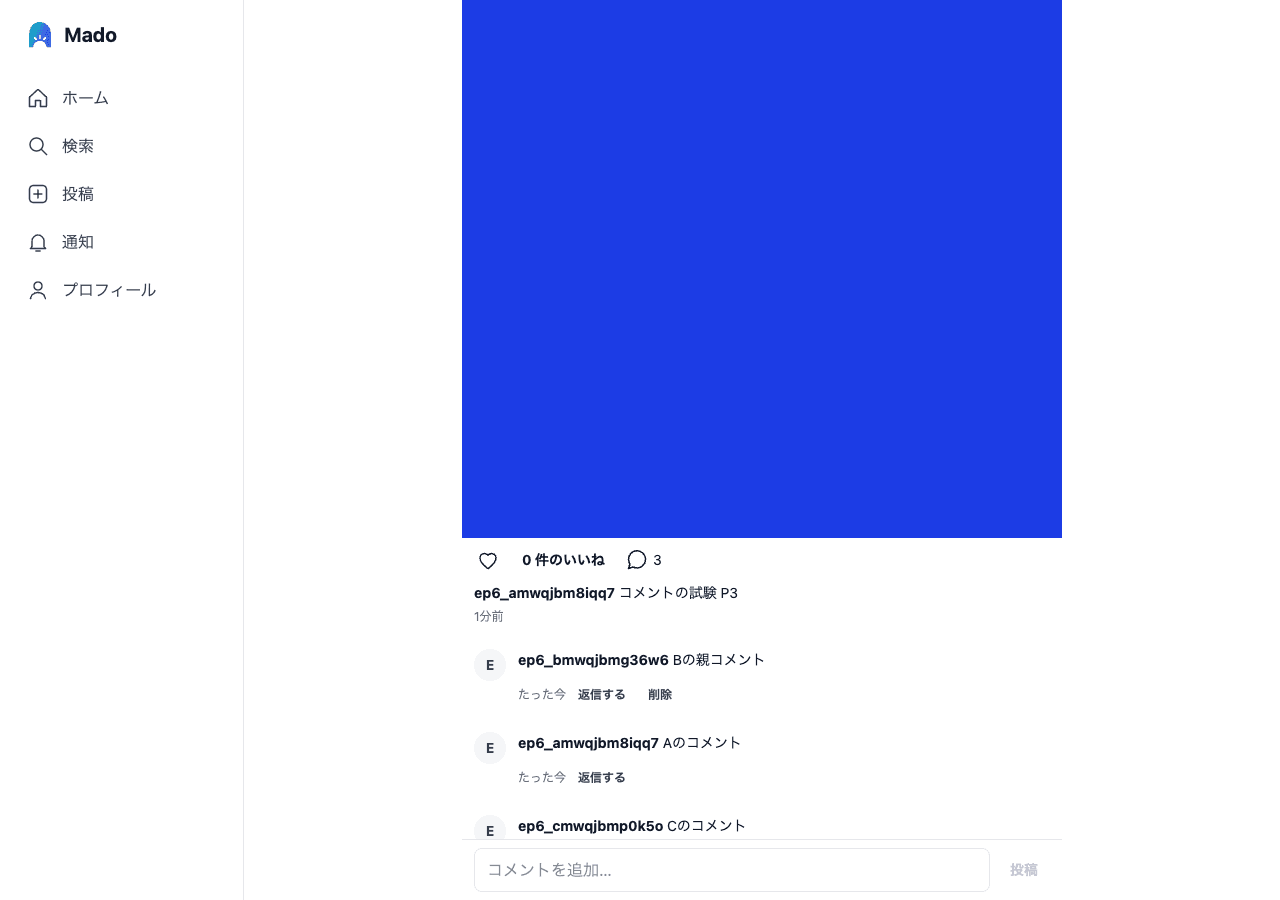 Mado
ホーム
検索
投稿
通知
プロフィール
0 件のいいね 3
ep6_amwqjbm8iqq7 コメントの試験 P3
1分前
E
ep6_bmwqjbmg36w6 Bの親コメント
たった今 返信する 削除
E
ep6_amwqjbm8iqq7 Aのコメント
たった今 返信する
E
ep6_cmwqjbmp0k5o Cのコメント
コメントを追加... 投稿